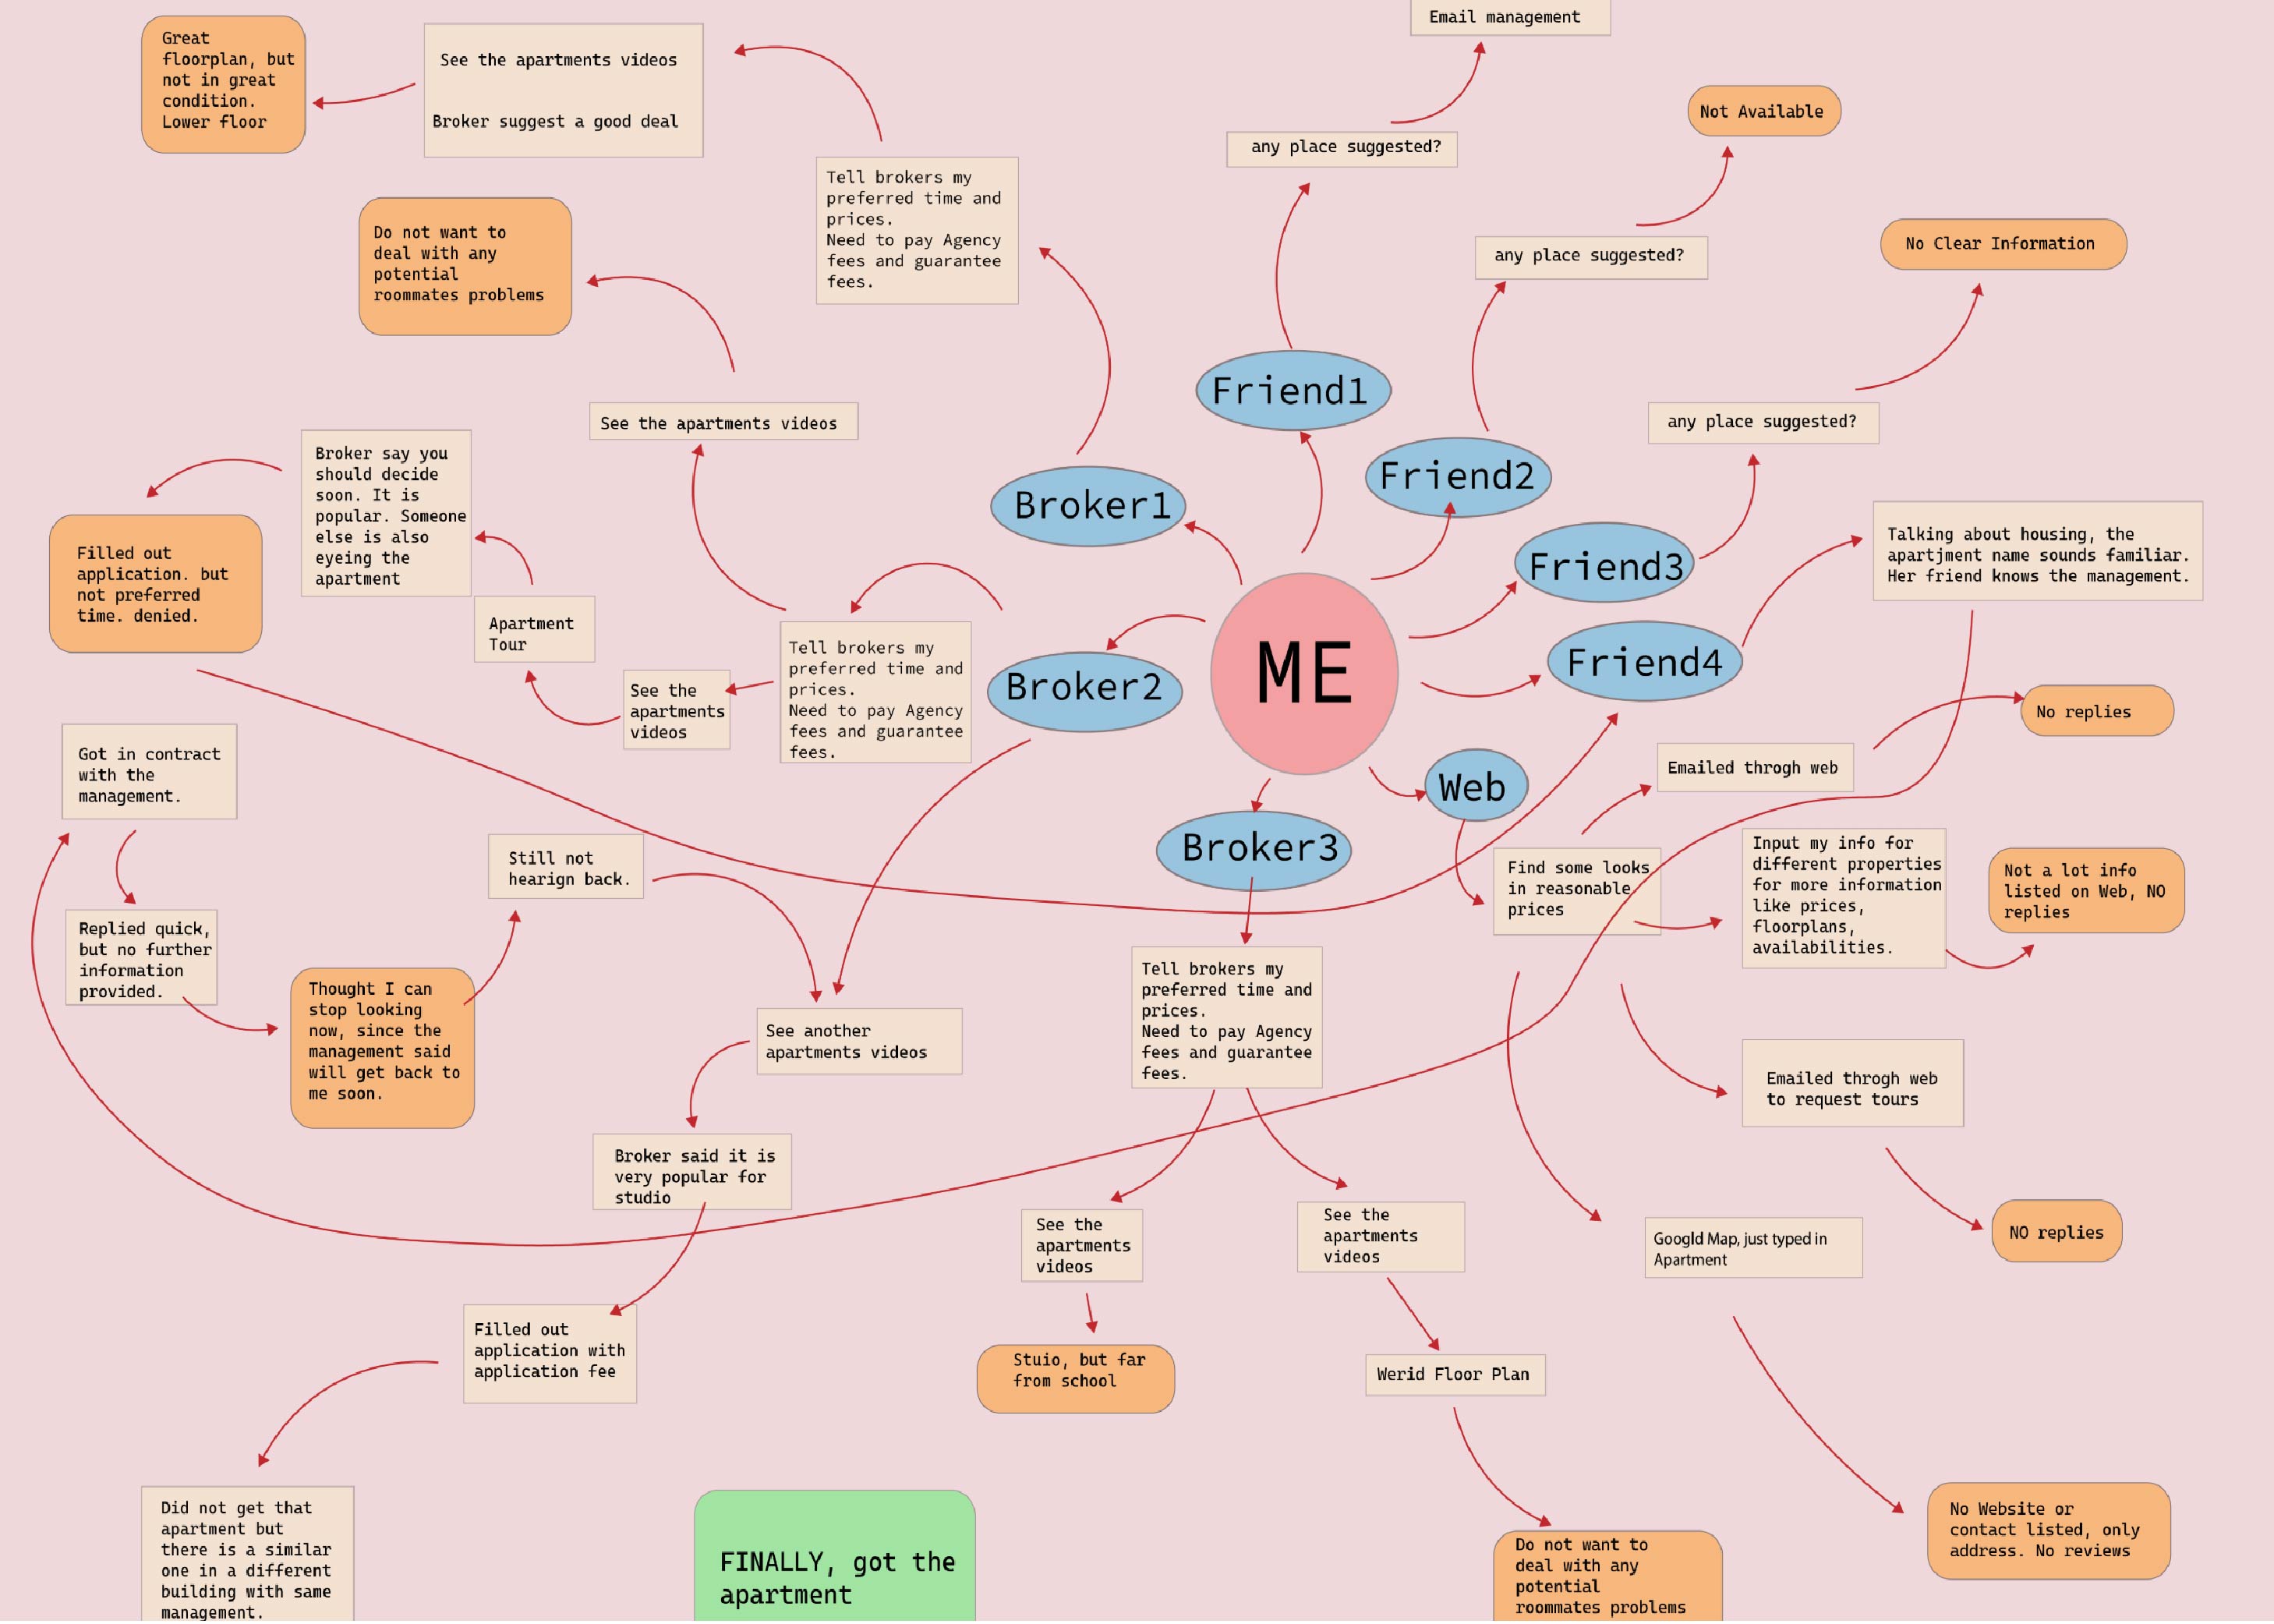 Email management
Great
floorplan, but
not in great
condition.
Lower floor
See the apartments videos
Broker suggest a good deal
Not Available
any place suggested?
Tell brokers my
preferred time and
prices.
Need to pay Agency
fees and guarantee
fees.
Do not want to
deal with any
potential
roommates problems
any place suggested?
No Clear Information
Friend1
See the apartments videos
any place suggested?
Broker say you
should decide
soon. It is
popular. Someone
else is also
eyeing the
apartment
Broker1
Friend2
Friend3
Talking about housing, the
apartjment name sounds familiar.
Her friend knows the management.
Filled out
application. but
not preferred
time. denied.
Apartment
Tour
See the
apartments
videos
Tell brokers my
preferred time and
prices.
Need to pay Agency
fees and guarantee
fees.
Broker2
ME
Friend4
No replies
Got in contract
with the
management.
Web
Emailed throgh web
Broker3
Still not
hearign back.
Find some looks
in reasonable
prices
Input my info for
different properties
for more information
like prices,
floorplans,
availabilities.
Not a lot info
listed on Web, NO
replies
Replied quick,
but no further
information
provided.
Thought I can
stop looking
now, since the
management said
will get back to
me soon.
See another
apartments videos
Tell brokers my
preferred time and
prices.
Need to pay Agency
fees and guarantee
fees.
Emailed throgh web
to request tours
Broker said it is
very popular for
studio
See the
apartments
videos
See the
apartments
videos
Googld Map, just typed in
Apartment
NO replies
Filled out
application with
application fee
Stuio, but far
from school
Werid Floor Plan
Did not get that
apartment but
there is a similar
one in a different
building with same
management.
FINALLY, got the
apartment
Do not want to
deal with any
potential
roommates problems
No Website or
contact listed, only
address. No reviews